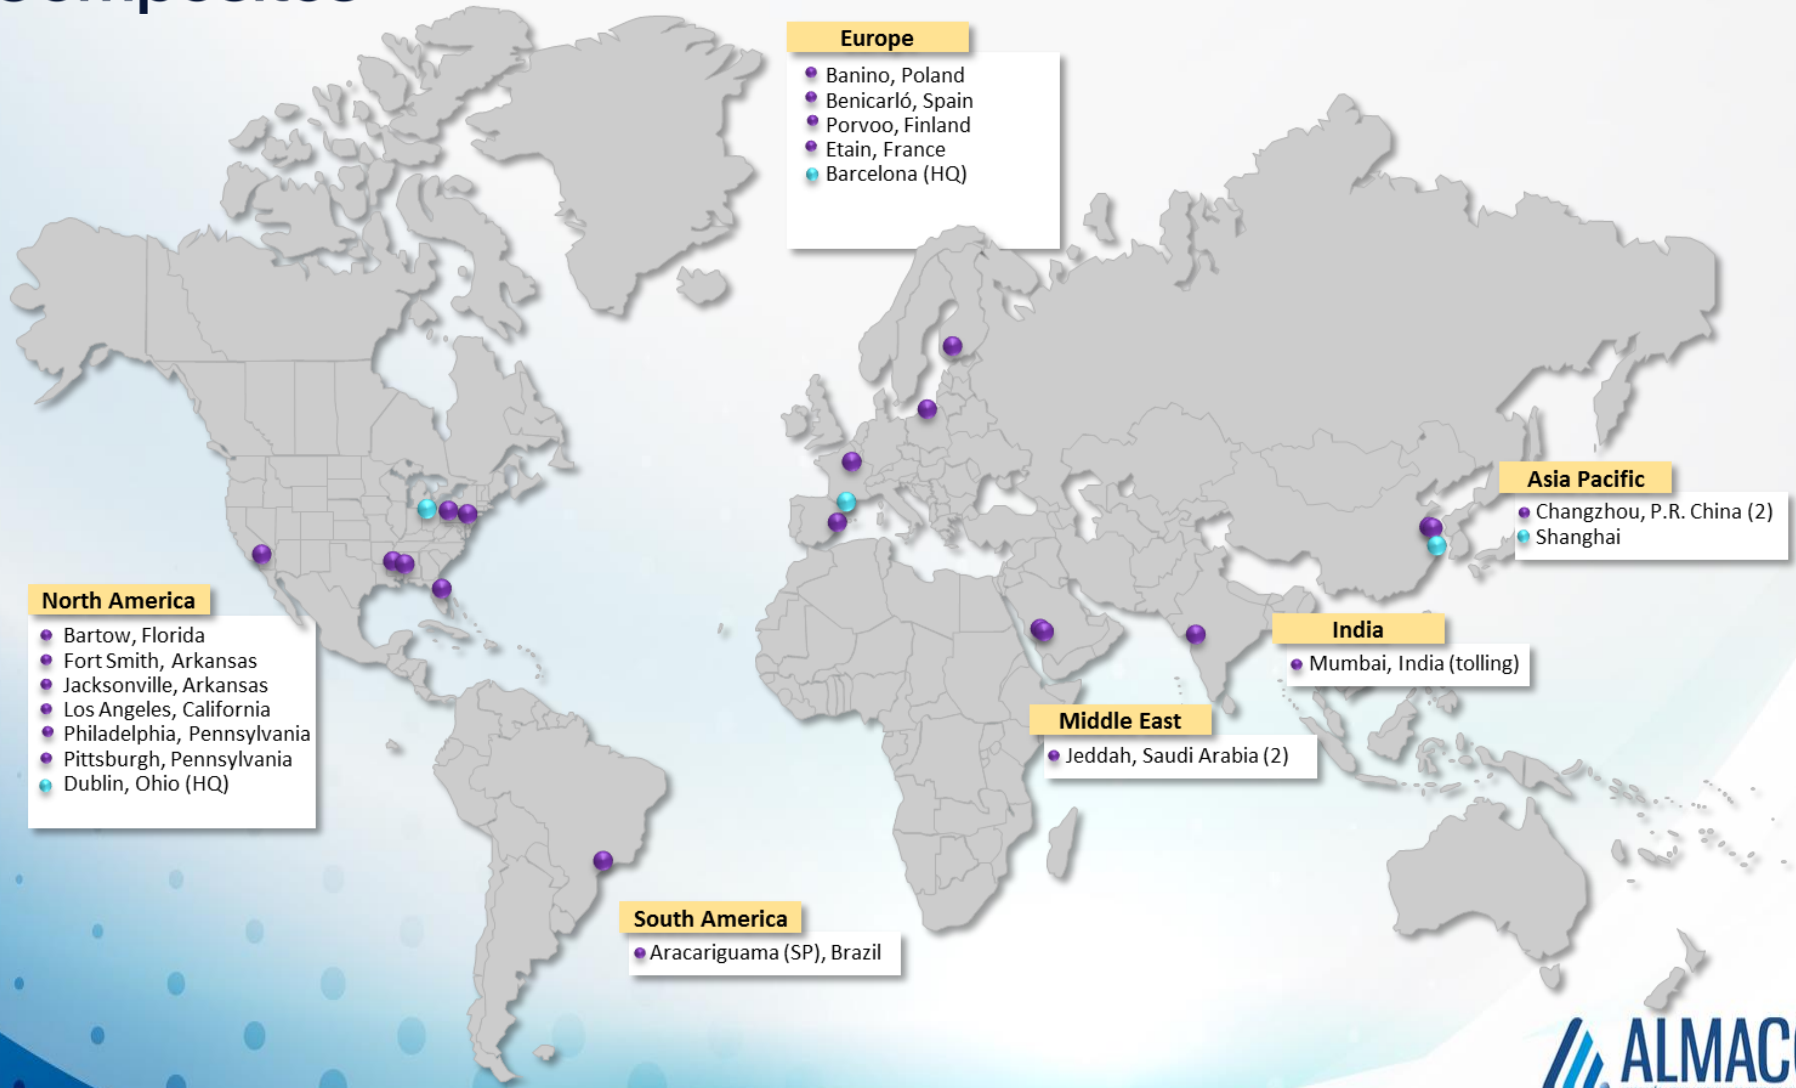 Europe
Banino, Poland
Benicarló, Spain
Porvoo, Finland
Etain, France
Barcelona (HQ)
Asia Pacific
Changzhou, P.R. China (2)
Shanghai
North America
Bartow, Florida
Fort Smith, Arkansas
Jacksonville, Arkansas
Los Angeles, California
Philadelphia, Pennsylvania
Pittsburgh, Pennsylvania
Dublin, Ohio (HQ)
India
Mumbai, India (tolling)
Middle East
Jeddah, Saudi Arabia (2)
South America
Aracariguama (SP), Brazil
ALMACO